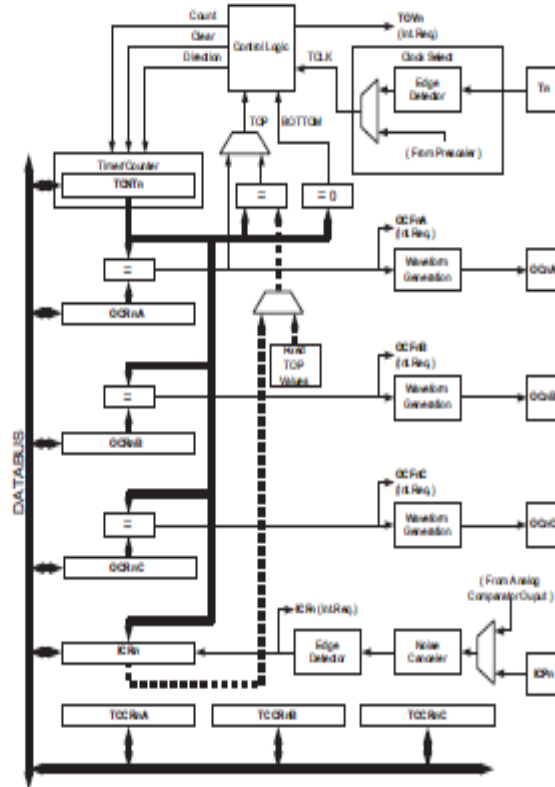 Count
Clear
Direction
Control Logic
TOVn
(Int.Req.)
TCLK
Clock Select
Edge
Detector
Tn
( From Prescaler )
TOP
BOTTOM
Timer/Counter
TCNTn
=
= 0
OCFnA
(Int.Req.)
=
Waveform
Generation
OCnA
OCRnA
Fixed
TOP
Values
OCFnB
(Int.Req.)
=
Waveform
Generation
OCnB
OCRnB
OCFnC
(Int.Req.)
=
Waveform
Generation
OCnC
OCRnC
DATABUS
( From Analog
Comparator Ouput )
ICFn (Int.Req.)
ICRn
Edge
Detector
Noise
Canceler
ICPn
TCCRnA
TCCRnB
TCCRnC